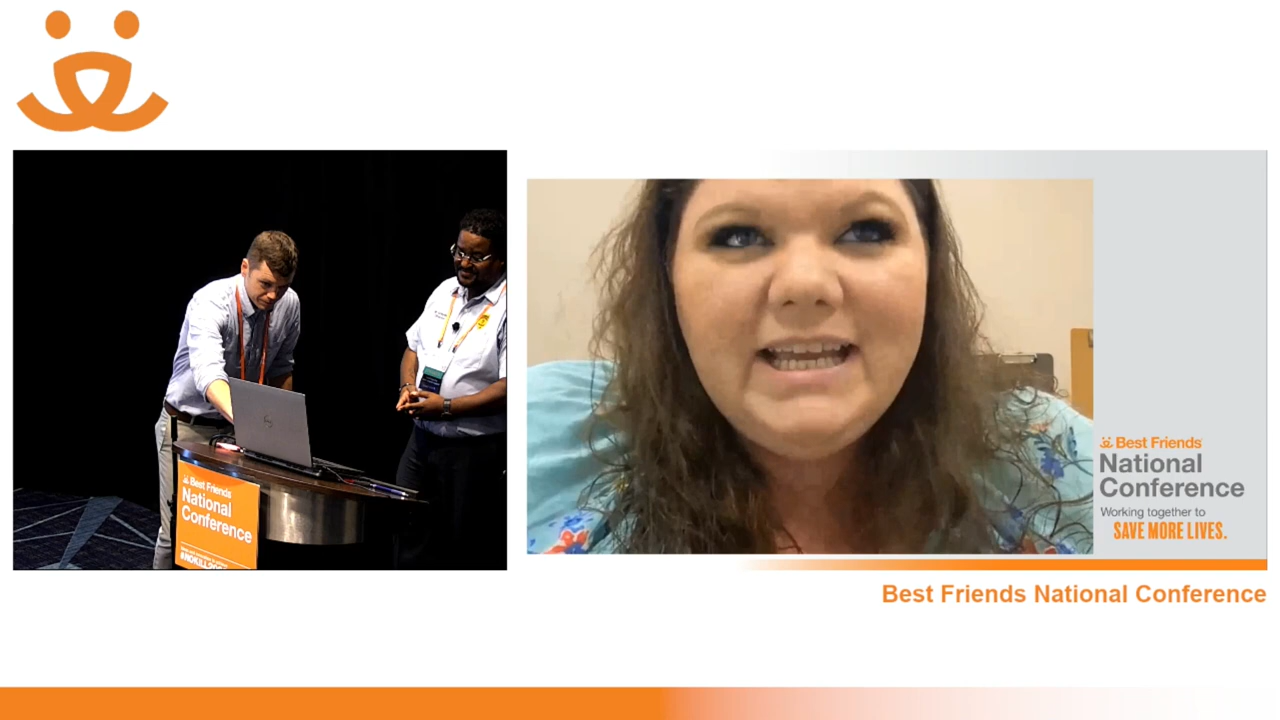 Best Friends
National
Conference
Best Friends
National
Conference
Working together to
SAVE MORE LIVES.
Best Friends National Conference